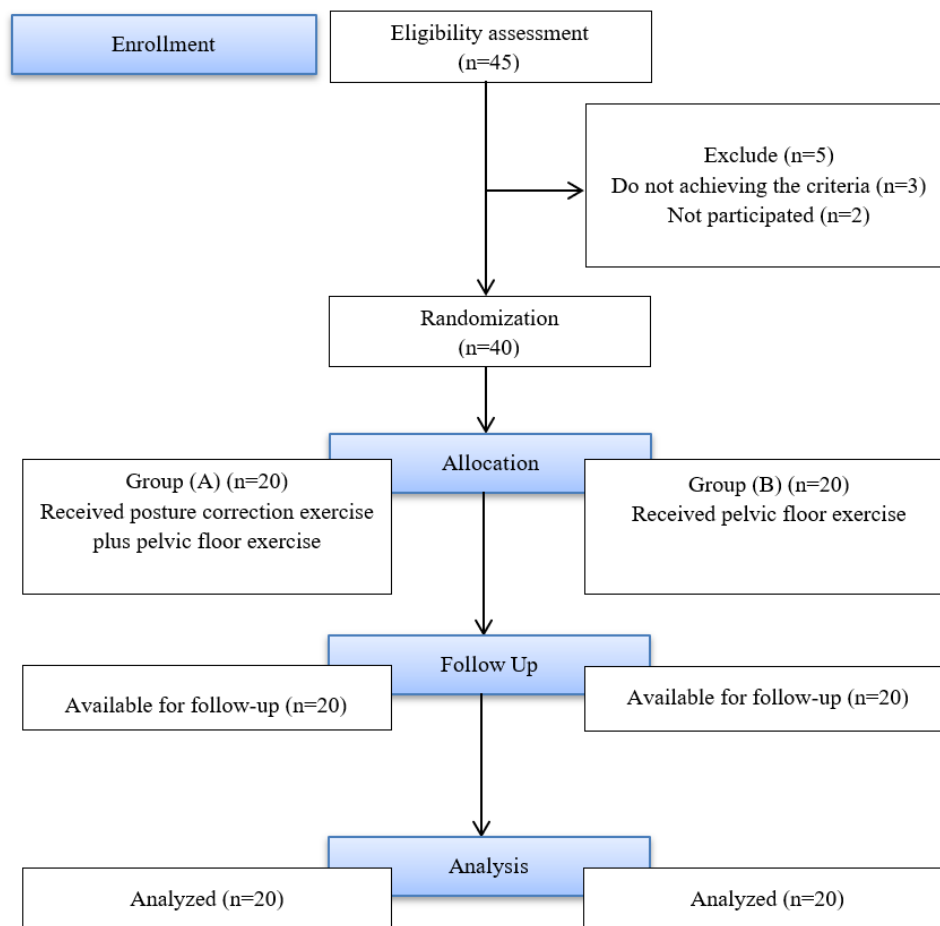 Enrollment
Eligibility assessment
(n=45)
Exclude (n=5)
Do not achieving the criteria (n=3)
Not participated (n=2)
Randomization
(n=40)
Allocation
Group (A) (n=20)
Received posture correction exercise
plus pelvic floor exercise
Group (B) (n=20)
Received pelvic floor exercise
Follow Up
Available for follow-up (n=20)
Available for follow-up (n=20)
Analysis
Analyzed (n=20)
Analyzed (n=20)